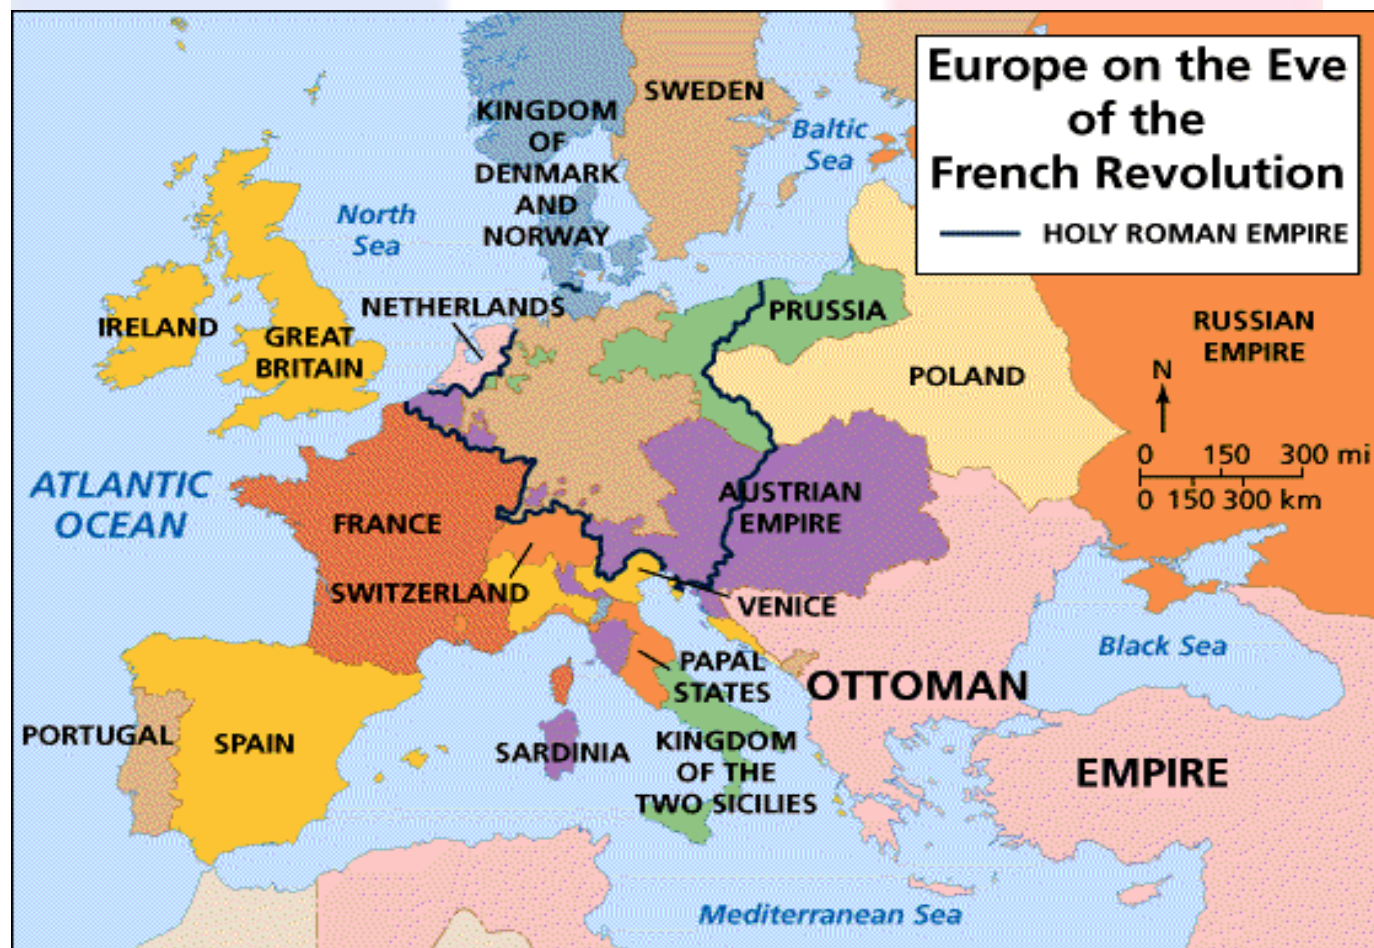 Europe on the Eve
of the
French Revolution
HOLY ROMAN EMPIRE
SWEDEN
KINGDOM
OF
DENMARK
AND
NORWAY
Baltic
Sea
North
Sea
NETHERLANDS
PRUSSIA
IRELAND
GREAT
BRITAIN
RUSSIAN
EMPIRE
POLAND
N
0 150 300 mi
0 150 300 km
ATLANTIC
OCEAN
FRANCE
AUSTRIAN
EMPIRE
SWITZERLAND
VENICE
Black Sea
PAPAL
STATES
OTTOMAN
EMPIRE
PORTUGAL
SPAIN
SARDINIA
KINGDOM
OF THE
TWO SICILIES
Mediterranean Sea